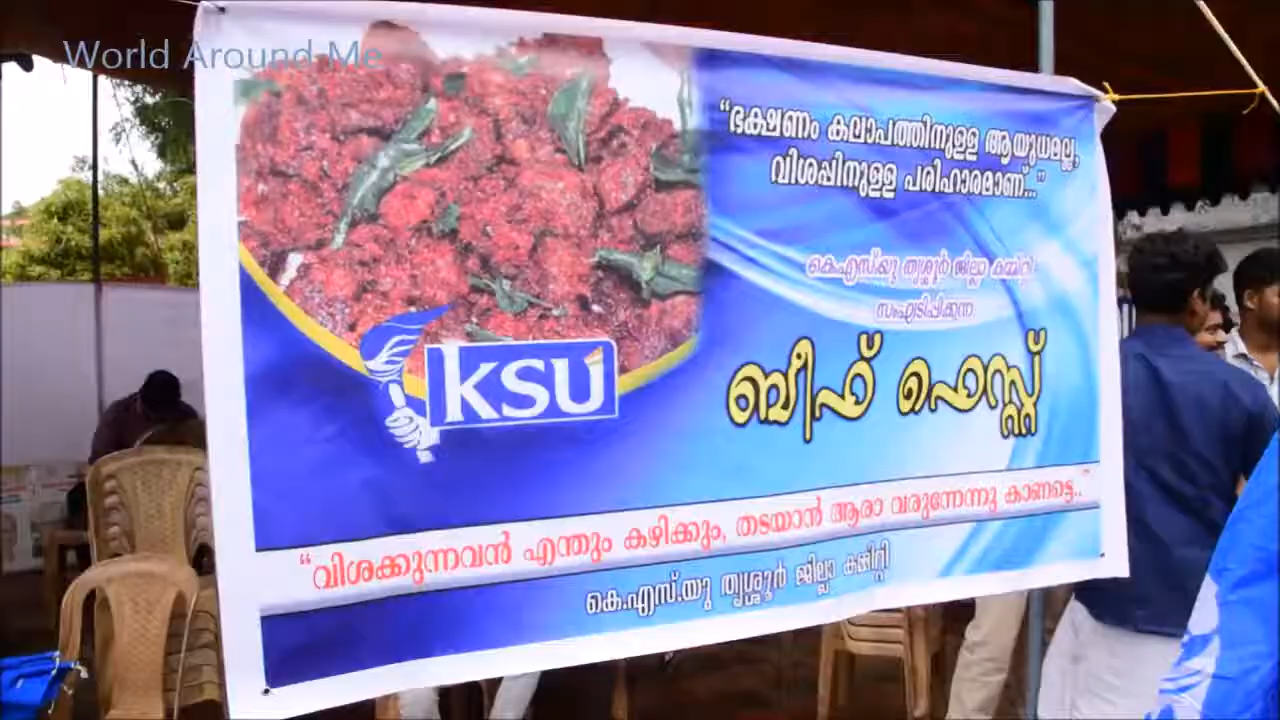 World Around Me
“ഭക്ഷണം കലാപത്തിനുള്ള ആയുധമല്ല,
വിശപ്പിനുള്ള പരിഹാരമാണ്...”
കെ.എസ്.യു തൃശ്ശൂർ ജില്ലാ കമ്മിറ്റി
സംഘടിപ്പിക്കുന്ന
ബീഫ് ഫെസ്റ്റ്
KSU
“വിശക്കുന്നവൻ എന്തും കഴിക്കും, തടയാൻ ആരാ വരുന്നേന്നു കാണട്ടെ..”
കെ.എസ്.യു തൃശ്ശൂർ ജില്ലാ കമ്മിറ്റി